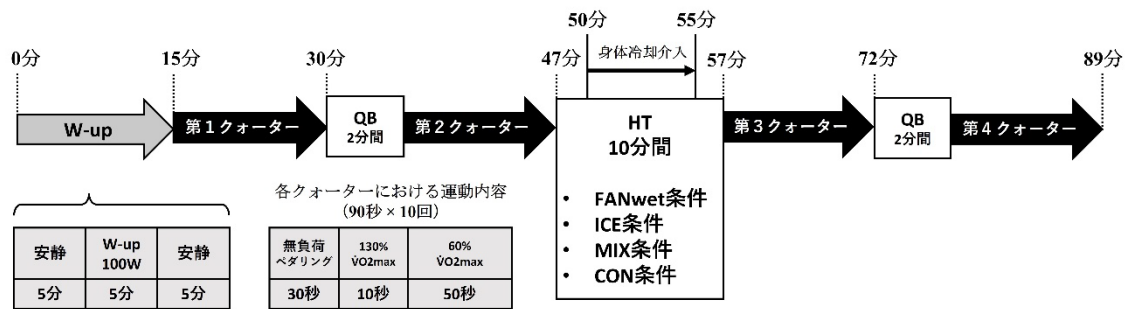 50分
55分
身体冷却介入
0分
15分
30分
47分
57分
72分
89分
W-up
第１クォーター
QB
2分間
第２クォーター
HT
10分間
第３クォーター
QB
2分間
第４クォーター
• FANwet条件
• ICE条件
• MIX条件
• CON条件
各クォーターにおける運動内容
（90秒 × 10回）
安静
W-up
100W
安静
5分
5分
5分
無負荷
ペダリング
130%
V̇O2max
60%
V̇O2max
30秒
10秒
50秒